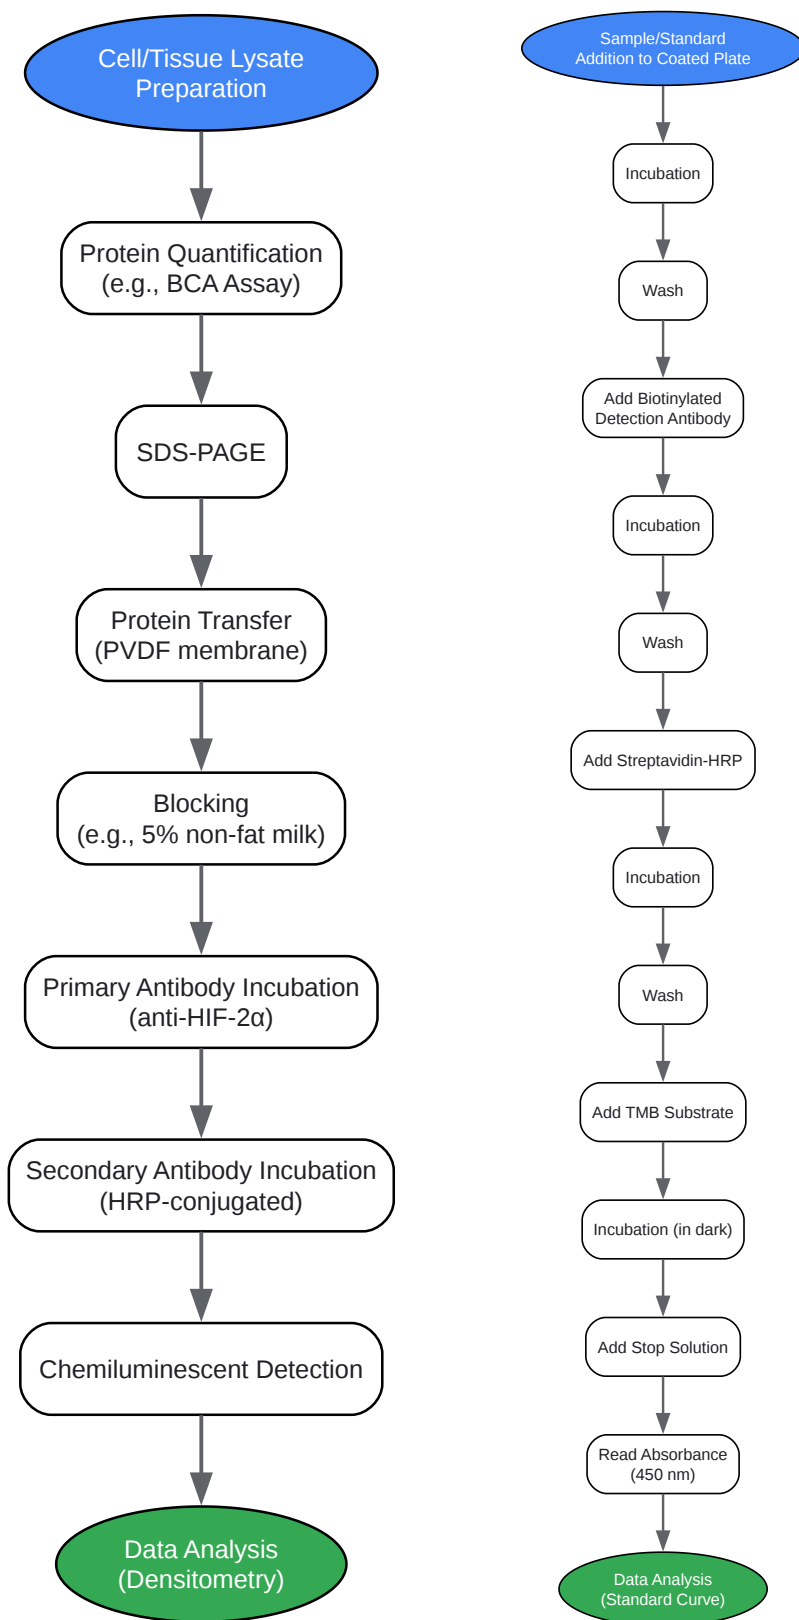 Cell/Tissue Lysate
Preparation
Protein Quantification
(e.g., BCA Assay)
SDS-PAGE
Protein Transfer
(PVDF membrane)
Blocking
(e.g., 5% non-fat milk)
Primary Antibody Incubation
(anti-HIF-2α)
Secondary Antibody Incubation
(HRP-conjugated)
Chemiluminescent Detection
Data Analysis
(Densitometry)
Sample/Standard
Addition to Coated Plate
Incubation
Wash
Add Biotinylated
Detection Antibody
Incubation
Wash
Add Streptavidin-HRP
Incubation
Wash
Add TMB Substrate
Incubation (in dark)
Add Stop Solution
Read Absorbance
(450 nm)
Data Analysis
(Standard Curve)